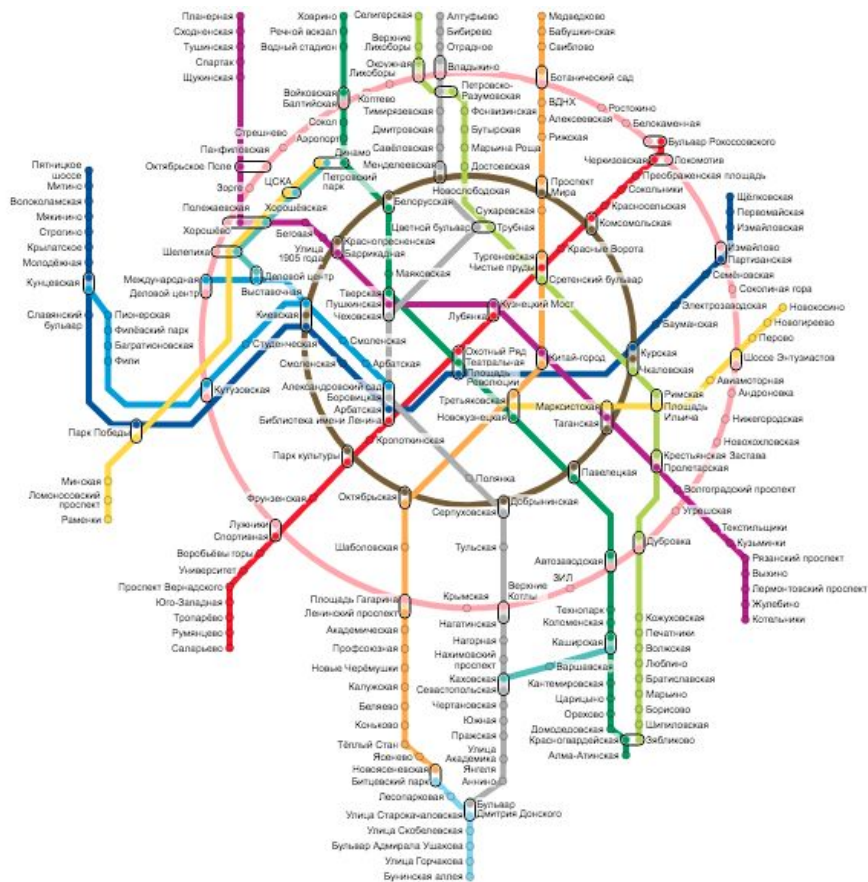 Планерная
Сходненская
Тушинская
Спартак
Щукинская
Ховрино
Речной вокзал
Водный стадион
Войковская
Балтийская
Коптево
Сокол
Аэропорт
Стрешнево
Панфиловская
Октябрьское Поле
Зорге
ЦСКА
Динамо
Петровский
парк
Полежаевская
Хорошёвская
Хорошёво
Беговая
Шелепиха
Улица
1905 года
Селигерская
Верхние
Лихоборы
Окружная
Лихоборы
Алтуфьево
Бибирево
Отрадное
Владыкино
Петровско-
Разумовская
Тимирязевская
Дмитровская
Савёловская
Менделеевская
Новослободская
Фонвизинская
Бутырская
Марьина Роща
Достоевская
Медведково
Бабушкинская
Свиблово
Ботанический сад
ВДНХ
Алексеевская
Рижская
Проспект
Мира
Сухаревская
Трубная
Цветной бульвар
Ростокино
Белокаменная
Бульвар Рокоссовского
Черкизовская
Локомотив
Преображенская площадь
Сокольники
Красносельская
Комсомольская
Красные Ворота
Тургеневская
Чистые пруды
Сретенский бульвар
Щёлковская
Первомайская
Измайловская
Измайлово
Партизанская
Семёновская
Соколиная гора
Электрозаводская
Бауманская
Курская
Чкаловская
Новокосино
Новогиреево
Перово
Шоссе Энтузиастов
Авиамоторная
Андроновка
Нижегородская
Новохохловская
Пятницкое
шоссе
Митино
Волоколамская
Мякинино
Строгино
Крылатское
Молодёжная
Кунцевская
Славянский
бульвар
Пионерская
Филёвский парк
Багратионовская
Фили
Международная
Деловой центр
Деловой центр
Выставочная
Киевская
Студенческая
Кутузовская
Парк Победы
Минская
Ломоносовский
проспект
Раменки
Белорусская
Краснопресненская
Баррикадная
Маяковская
Тверская
Пушкинская
Чеховская
Кузнецкий Мост
Лубянка
Смоленская
Смоленская
Арбатская
Александровский сад
Боровицкая
Арбатская
Библиотека имени Ленина
Кропоткинская
Охотный Ряд
Театральная
Площадь
Революции
Китай-город
Третьяковская
Новокузнецкая
Марксистская
Таганская
Римская
Площадь
Ильича
Крестьянская Застава
Пролетарская
Волгоградский проспект
Угрешская
Текстильщики
Кузьминки
Рязанский проспект
Выхино
Лермонтовский проспект
Жулебино
Котельники
Парк культуры
Фрунзенская
Лужники
Спортивная
Воробьёвы горы
Университет
Проспект Вернадского
Юго-Западная
Тропарёво
Румянцево
Саларьево
Октябрьская
Шаболовская
Площадь Гагарина
Ленинский проспект
Академическая
Профсоюзная
Новые Черёмушки
Калужская
Беляево
Коньково
Тёплый Стан
Ясенево
Новоясеневская
Битцевский парк
Лесопарковая
Улица Старокачаловская
Улица Скобелевская
Бульвар Адмирала Ушакова
Улица Горчакова
Бунинская аллея
Полянка
Добрынинская
Серпуховская
Тульская
Крымская
Верхние
Котлы
Нагатинская
Нагорная
Нахимовский
проспект
Каховская
Севастопольская
Чертановская
Южная
Пражская
Улица
Академика
Янгеля
Аннино
Бульвар
Дмитрия Донского
Павелецкая
Автозаводская
ЗИЛ
Технопарк
Коломенская
Каширская
Варшавская
Кантемировская
Царицыно
Орехово
Домодедовская
Красногвардейская
Алма-Атинская
Дубровка
Кожуховская
Печатники
Волжская
Люблино
Братиславская
Марьино
Борисово
Шипиловская
Зябликово